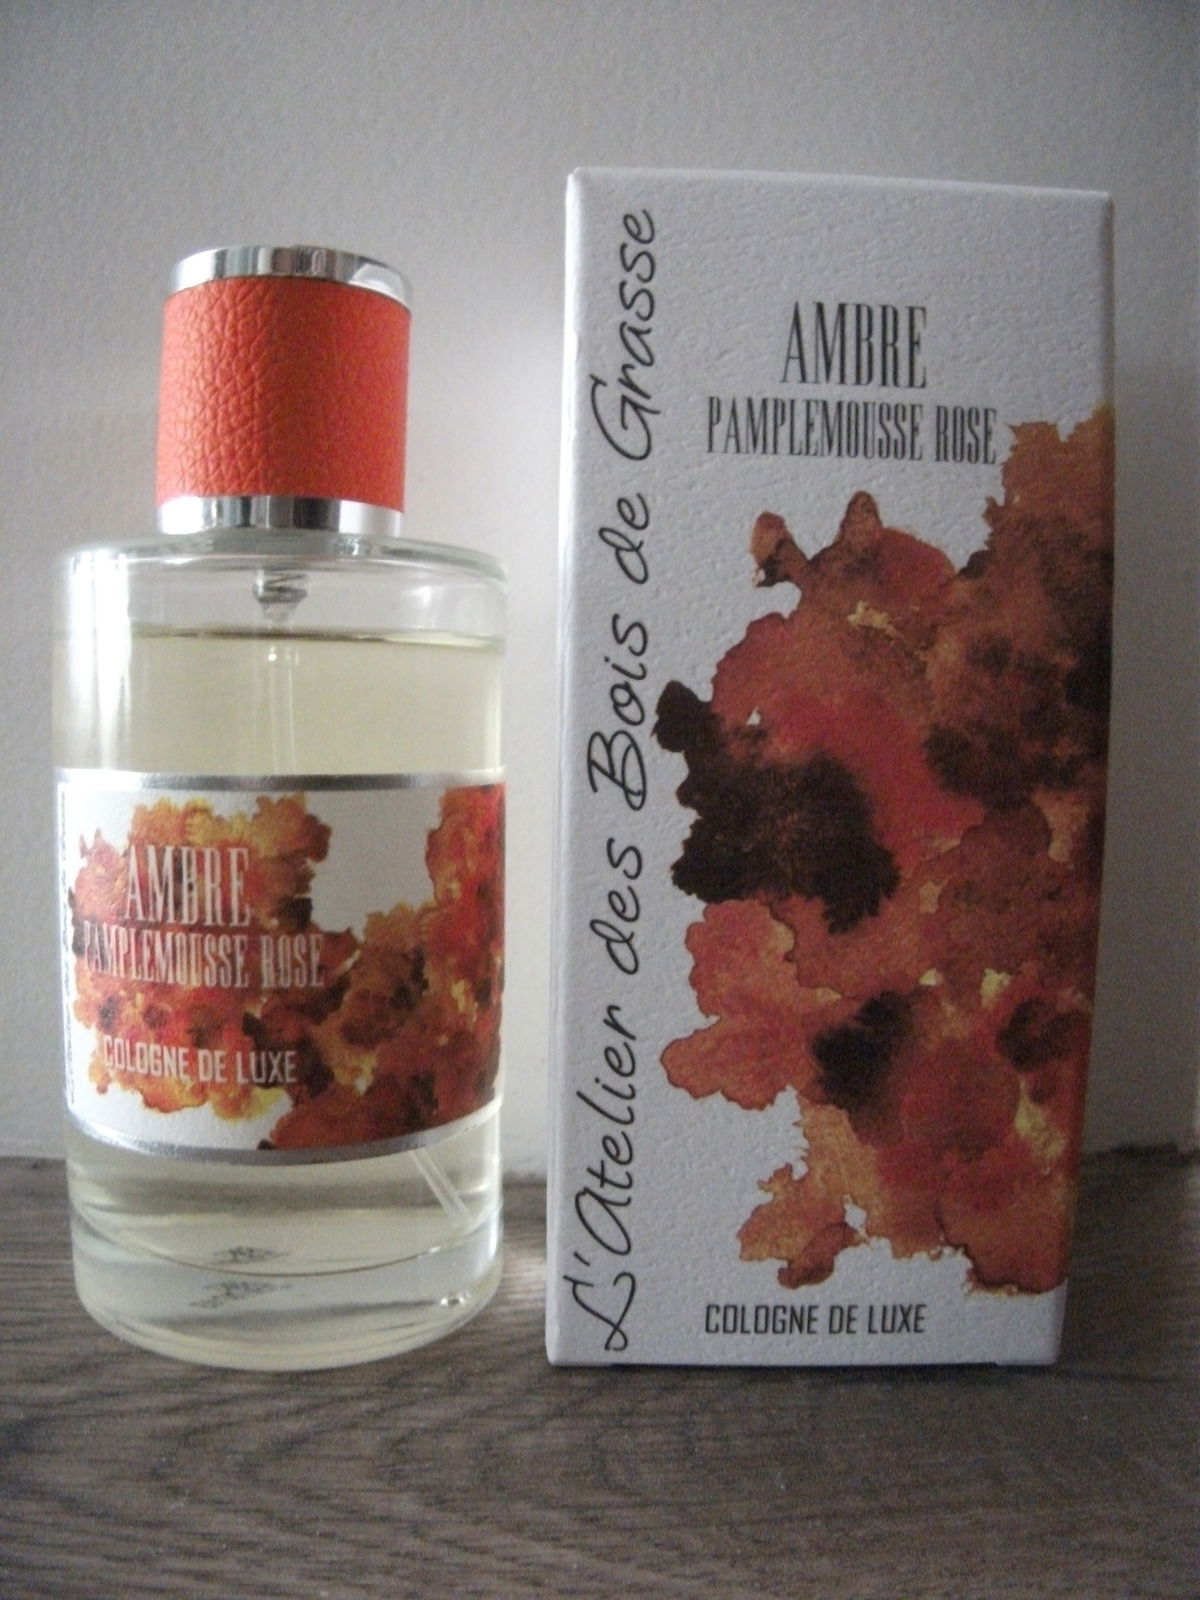 AMBRE
PAMPLEMOUSSE ROSE
COLOGNE DE LUXE
L'Atelier des Bois de Grasse
AMBRE
PAMPLEMOUSSE ROSE
COLOGNE DE LUXE